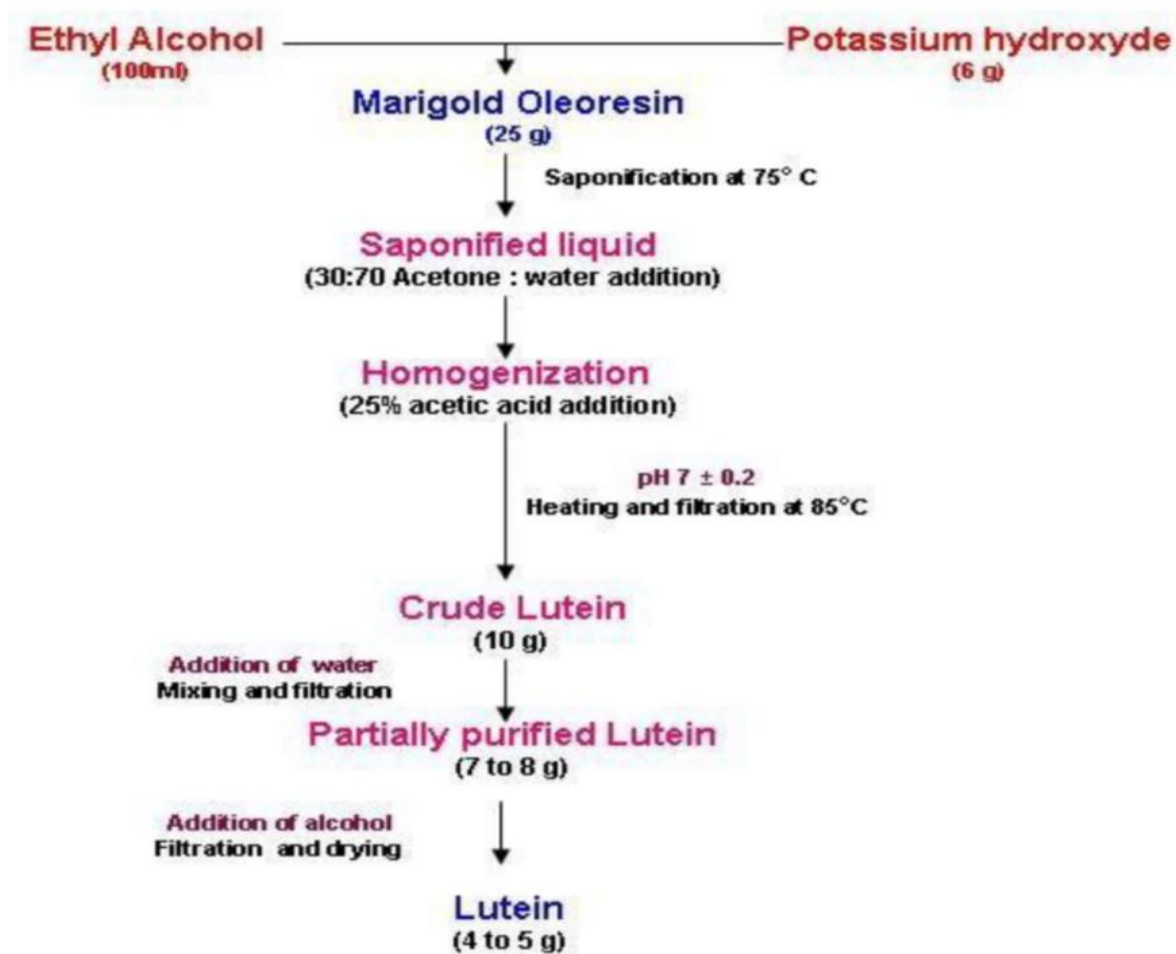 Ethyl Alcohol
(100ml)
Potassium hydroxyde
(6 g)
Marigold Oleoresin
(25 g)
Saponification at 75° C
Saponified liquid
(30:70 Acetone : water addition)
Homogenization
(25% acetic acid addition)
pH 7 ± 0.2
Heating and filtration at 85°C
Crude Lutein
(10 g)
Addition of water
Mixing and filtration
Partially purified Lutein
(7 to 8 g)
Addition of alcohol
Filtration and drying
Lutein
(4 to 5 g)